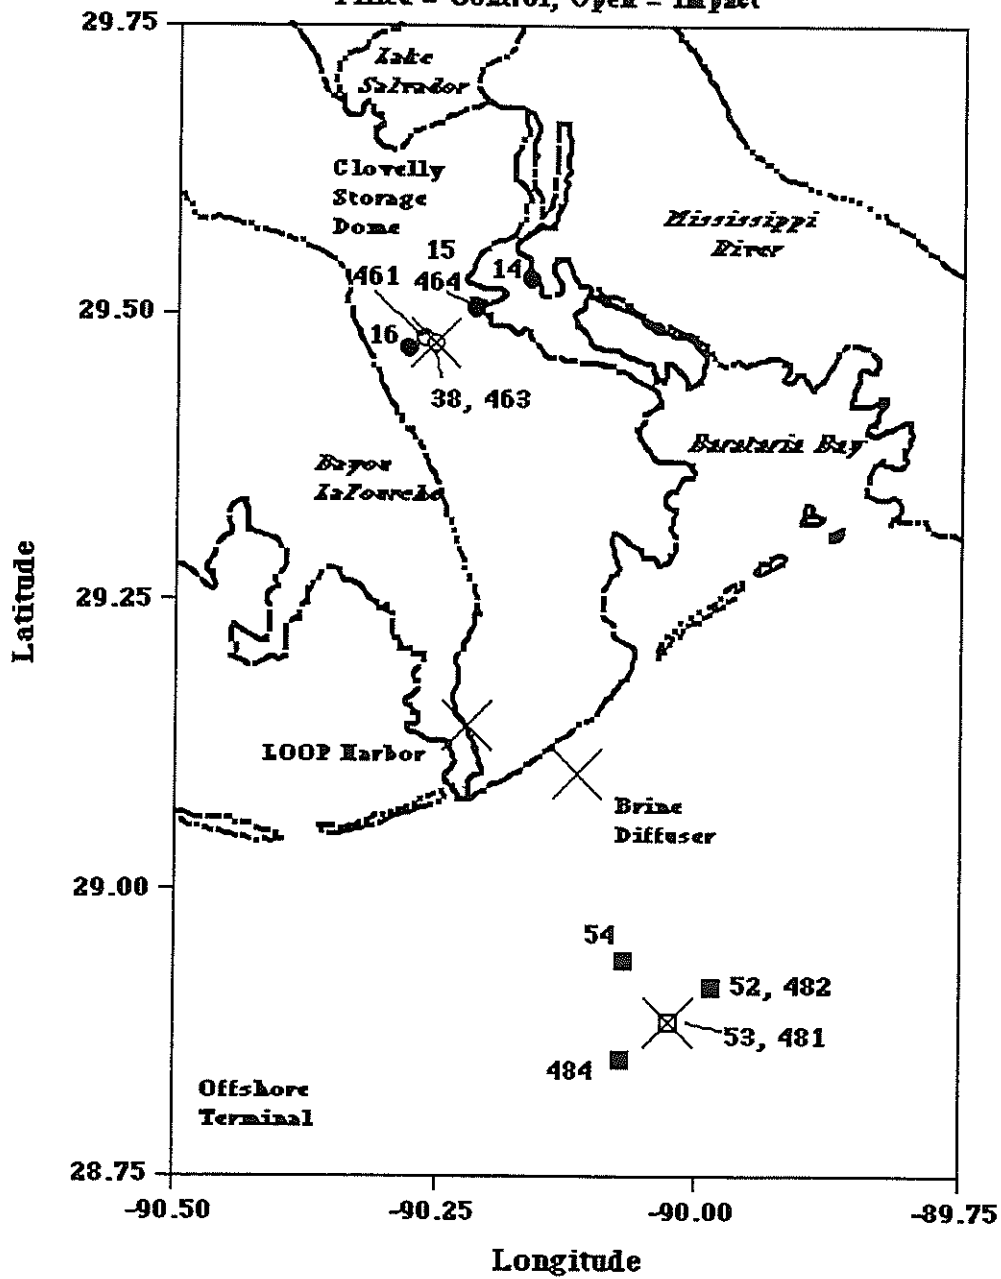 Filled = Control, Open = Impact
29.75
Lake
Salvador
Clovelly
Storage
Dome
Mississippi
River
15
461
464
14
29.50
16
38, 463
Barataria Bay
Bayou
LaFourche
Latitude
29.25
LOOP Harbor
Brine
Diffuser
29.00
54
52, 482
53, 481
484
Offshore
Terminal
28.75
-90.50
-90.25
-90.00
-89.75
Longitude